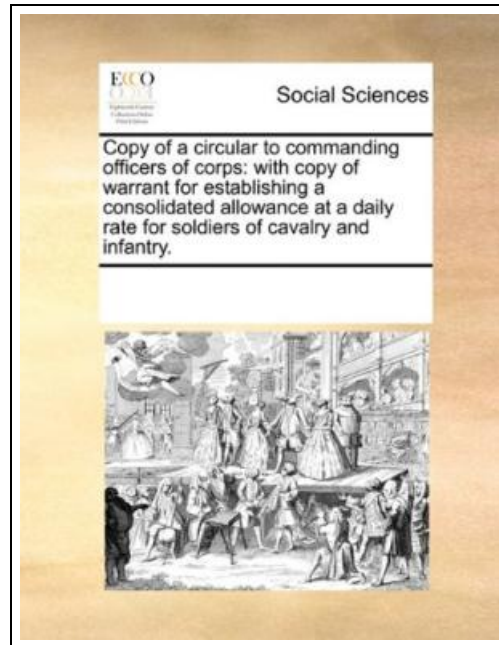 ECCO
Social Sciences
Copy of a circular to commanding
officers of corps: with copy of
warrant for establishing a
consolidated allowance at a daily
rate for soldiers of cavalry and
infantry.